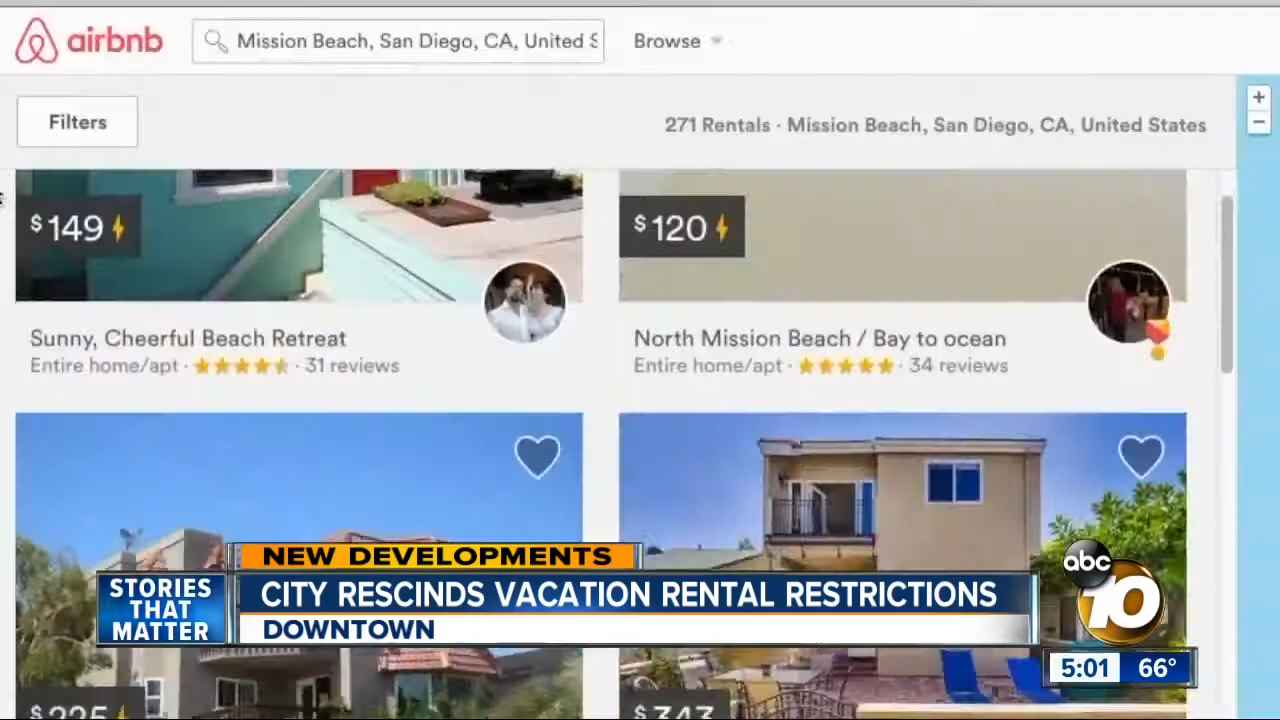 airbnb
Mission Beach, San Diego, CA, United S
Browse
Filters
271 Rentals · Mission Beach, San Diego, CA, United States
+
−
$149
$120
Sunny, Cheerful Beach Retreat
Entire home/apt · 31 reviews
North Mission Beach / Bay to ocean
Entire home/apt · 34 reviews
NEW DEVELOPMENTS
STORIES
THAT
MATTER
CITY RESCINDS VACATION RENTAL RESTRICTIONS
DOWNTOWN
abc
10
5:01 66°
$225
$343